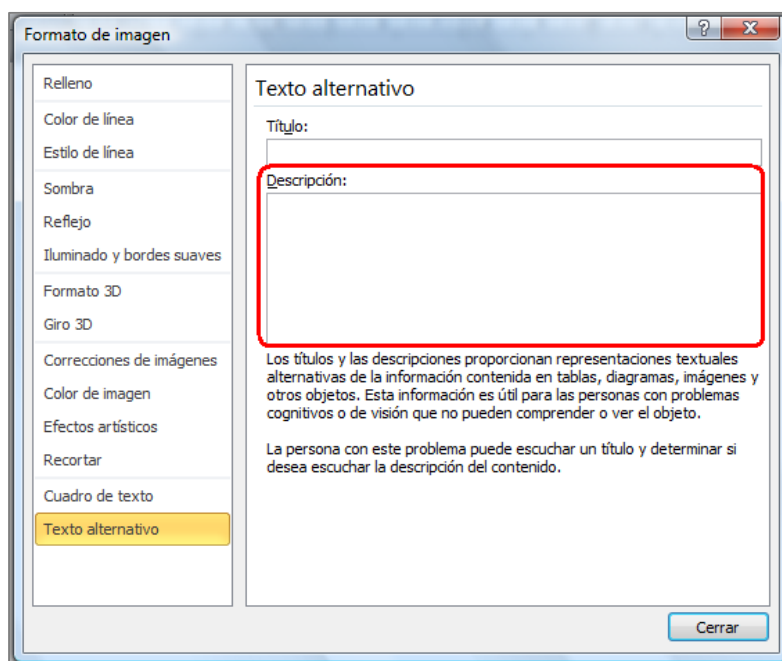 Formato de imagen
Relleno
Color de línea
Estilo de línea
Sombra
Reflejo
Iluminado y bordes suaves
Formato 3D
Giro 3D
Correcciones de imágenes
Color de imagen
Efectos artísticos
Recortar
Cuadro de texto
Texto alternativo
Texto alternativo
Título:
Descripción:
Los títulos y las descripciones proporcionan representaciones textuales
alternativas de la información contenida en tablas, diagramas, imágenes y
otros objetos. Esta información es útil para las personas con problemas
cognitivos o de visión que no pueden comprender o ver el objeto.
La persona con este problema puede escuchar un título y determinar si
desea escuchar la descripción del contenido.
Cerrar